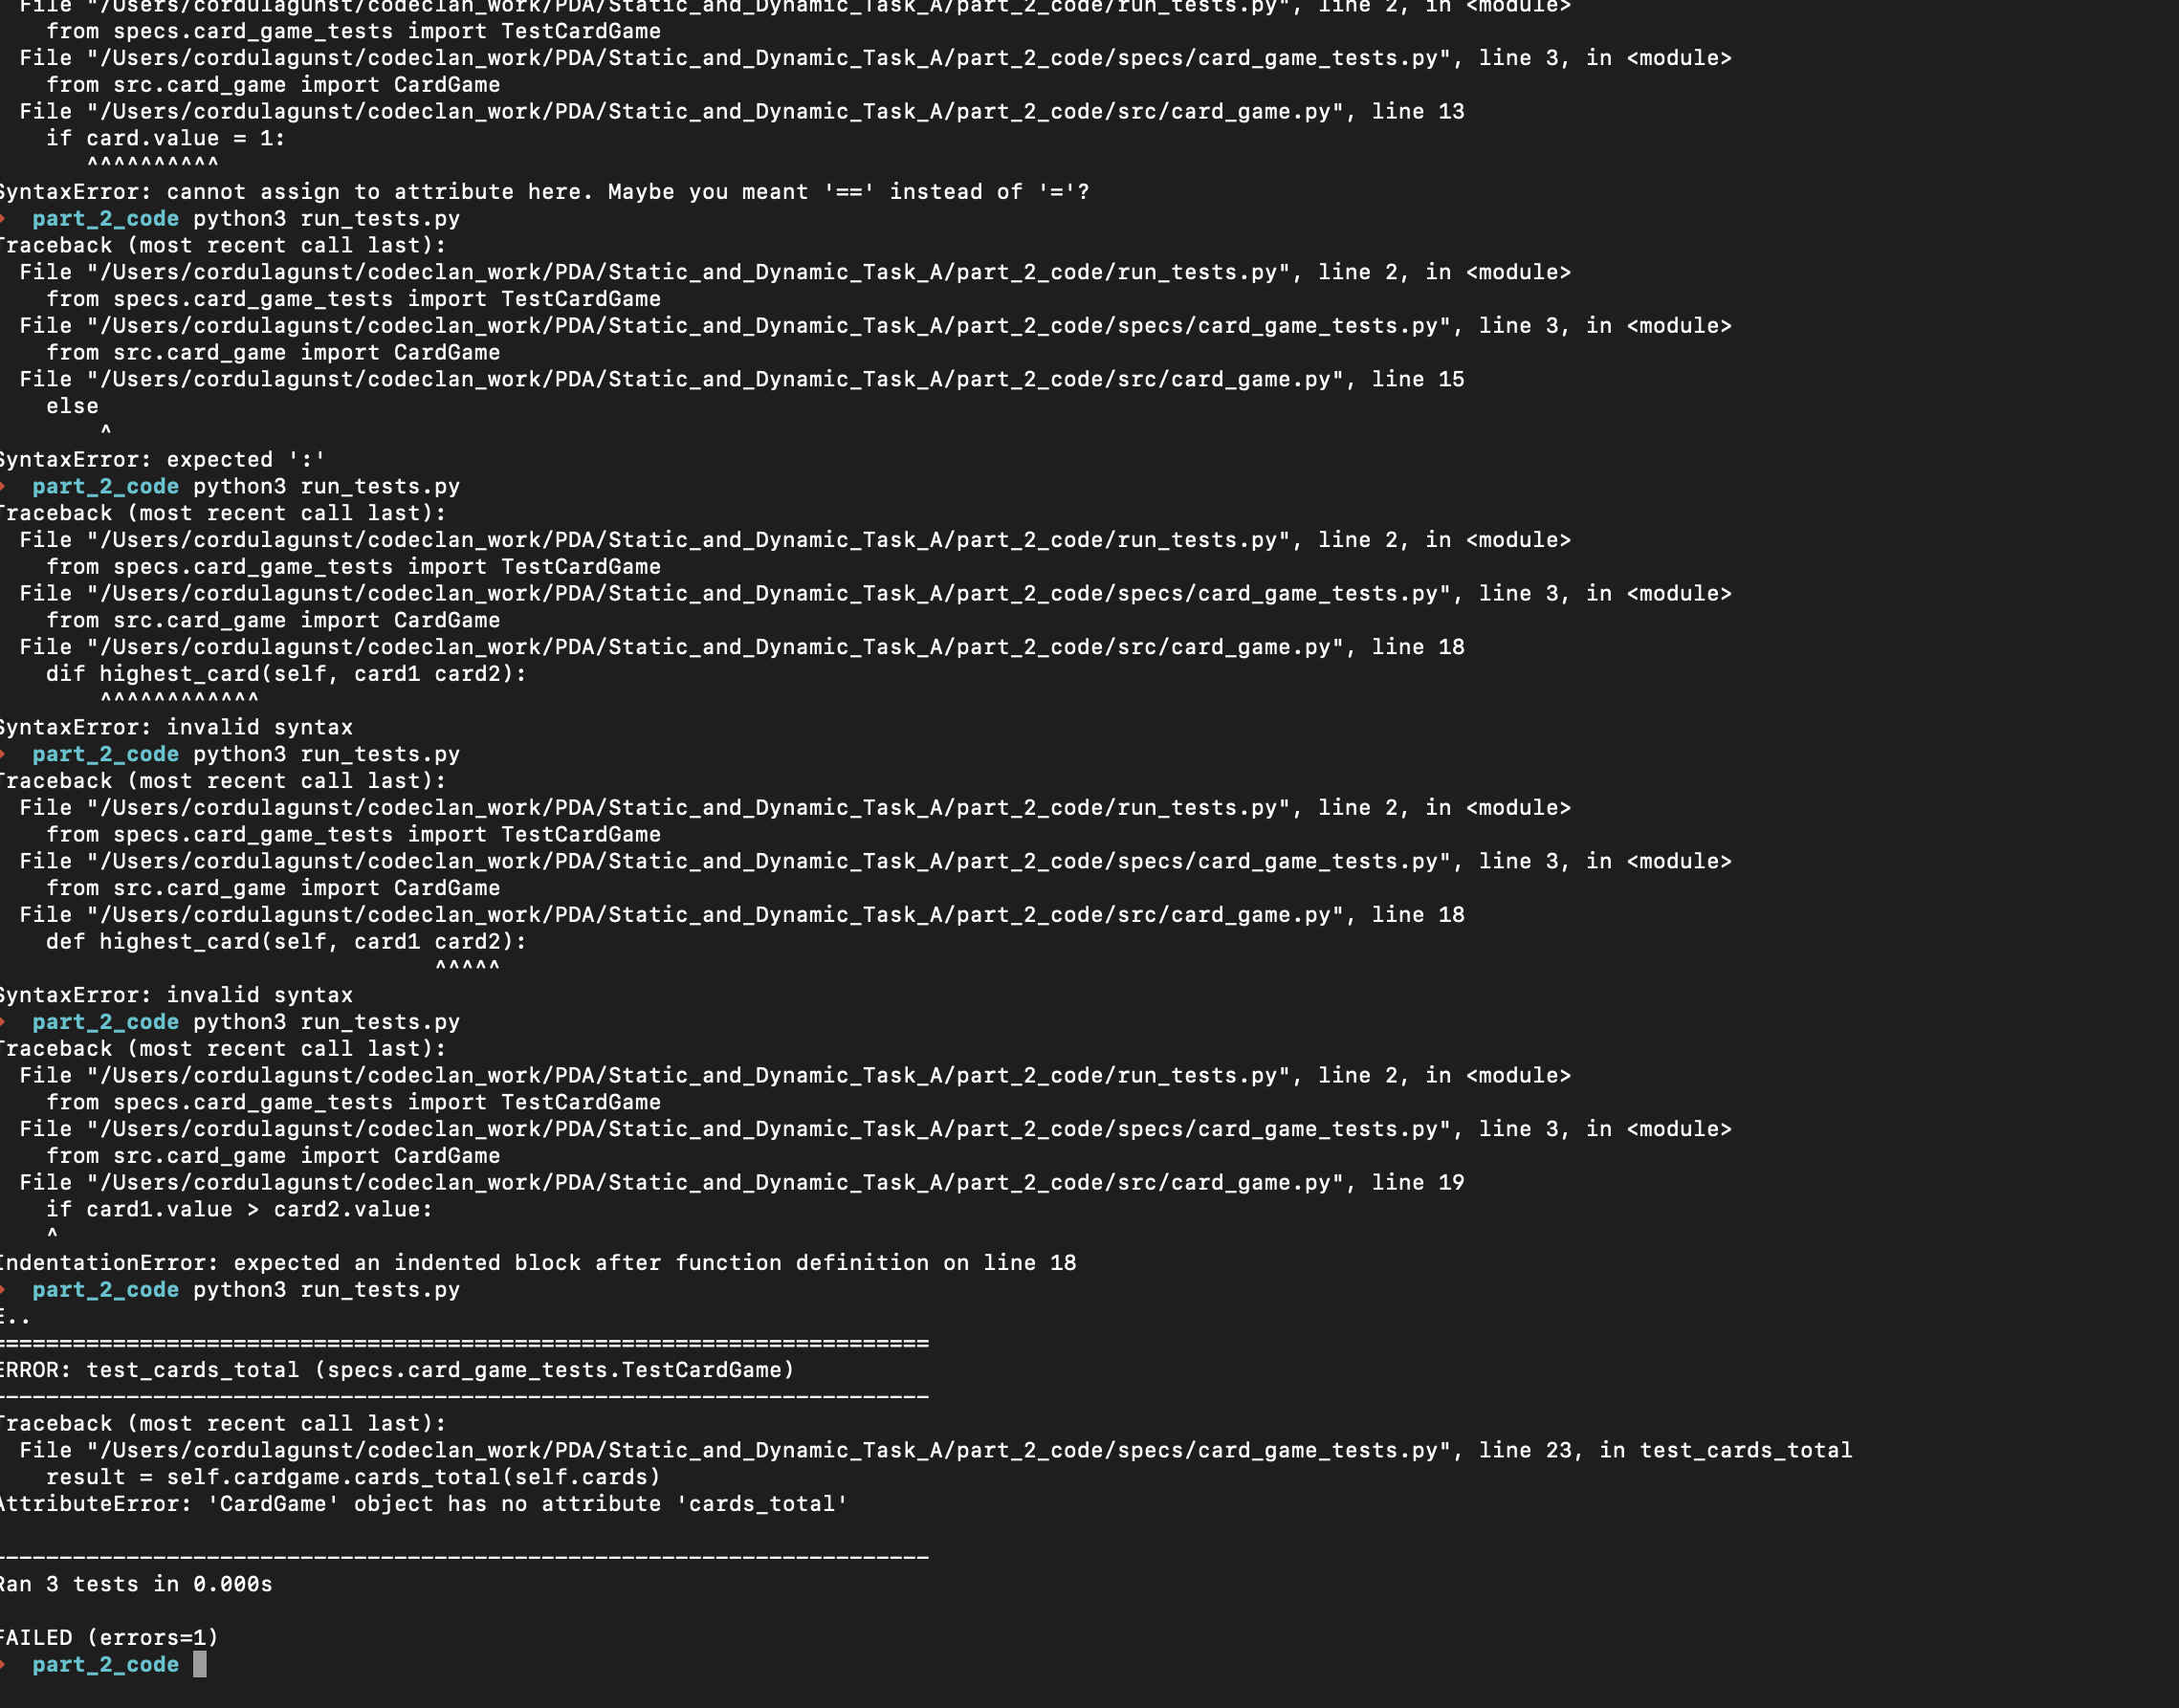 File "/Users/cordulagunst/codeclan_work/PDA/Static_and_Dynamic_Task_A/part_2_code/run_tests.py", line 2, in <module>
from specs.card_game_tests import TestCardGame
File "/Users/cordulagunst/codeclan_work/PDA/Static_and_Dynamic_Task_A/part_2_code/specs/card_game_tests.py", line 3, in <module>
from src.card_game import CardGame
File "/Users/cordulagunst/codeclan_work/PDA/Static_and_Dynamic_Task_A/part_2_code/src/card_game.py", line 13
if card.value = 1:
^^^^^^^^^^
SyntaxError: cannot assign to attribute here. Maybe you meant '==' instead of '='?
part_2_code python3 run_tests.py
Traceback (most recent call last):
File "/Users/cordulagunst/codeclan_work/PDA/Static_and_Dynamic_Task_A/part_2_code/run_tests.py", line 2, in <module>
from specs.card_game_tests import TestCardGame
File "/Users/cordulagunst/codeclan_work/PDA/Static_and_Dynamic_Task_A/part_2_code/specs/card_game_tests.py", line 3, in <module>
from src.card_game import CardGame
File "/Users/cordulagunst/codeclan_work/PDA/Static_and_Dynamic_Task_A/part_2_code/src/card_game.py", line 15
else
^
SyntaxError: expected ':'
part_2_code python3 run_tests.py
Traceback (most recent call last):
File "/Users/cordulagunst/codeclan_work/PDA/Static_and_Dynamic_Task_A/part_2_code/run_tests.py", line 2, in <module>
from specs.card_game_tests import TestCardGame
File "/Users/cordulagunst/codeclan_work/PDA/Static_and_Dynamic_Task_A/part_2_code/specs/card_game_tests.py", line 3, in <module>
from src.card_game import CardGame
File "/Users/cordulagunst/codeclan_work/PDA/Static_and_Dynamic_Task_A/part_2_code/src/card_game.py", line 18
dif highest_card(self, card1 card2):
^^^^^^^^^^^^
SyntaxError: invalid syntax
part_2_code python3 run_tests.py
Traceback (most recent call last):
File "/Users/cordulagunst/codeclan_work/PDA/Static_and_Dynamic_Task_A/part_2_code/run_tests.py", line 2, in <module>
from specs.card_game_tests import TestCardGame
File "/Users/cordulagunst/codeclan_work/PDA/Static_and_Dynamic_Task_A/part_2_code/specs/card_game_tests.py", line 3, in <module>
from src.card_game import CardGame
File "/Users/cordulagunst/codeclan_work/PDA/Static_and_Dynamic_Task_A/part_2_code/src/card_game.py", line 18
def highest_card(self, card1 card2):
^^^^^
SyntaxError: invalid syntax
part_2_code python3 run_tests.py
Traceback (most recent call last):
File "/Users/cordulagunst/codeclan_work/PDA/Static_and_Dynamic_Task_A/part_2_code/run_tests.py", line 2, in <module>
from specs.card_game_tests import TestCardGame
File "/Users/cordulagunst/codeclan_work/PDA/Static_and_Dynamic_Task_A/part_2_code/specs/card_game_tests.py", line 3, in <module>
from src.card_game import CardGame
File "/Users/cordulagunst/codeclan_work/PDA/Static_and_Dynamic_Task_A/part_2_code/src/card_game.py", line 19
if card1.value > card2.value:
^
IndentationError: expected an indented block after function definition on line 18
part_2_code python3 run_tests.py
E..
======================================================================
ERROR: test_cards_total (specs.card_game_tests.TestCardGame)
----------------------------------------------------------------------
Traceback (most recent call last):
File "/Users/cordulagunst/codeclan_work/PDA/Static_and_Dynamic_Task_A/part_2_code/specs/card_game_tests.py", line 23, in test_cards_total
result = self.cardgame.cards_total(self.cards)
AttributeError: 'CardGame' object has no attribute 'cards_total'
----------------------------------------------------------------------
Ran 3 tests in 0.000s
FAILED (errors=1)
part_2_code